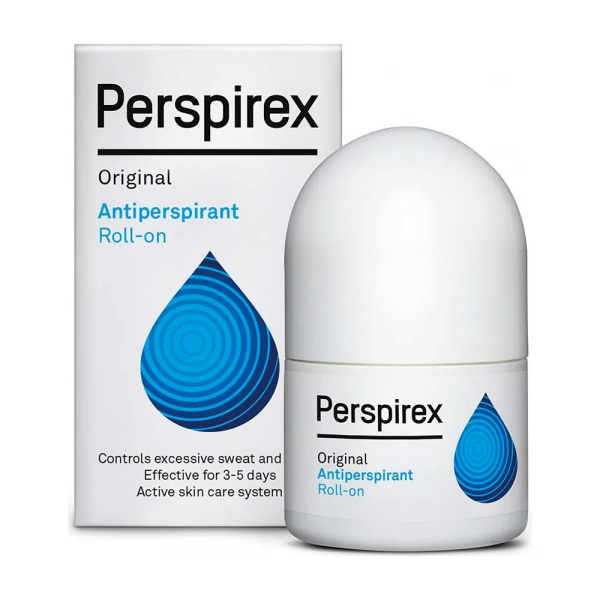 Perspirex
Original
Antiperspirant
Roll-on
Controls excessive sweat and
Effective for 3-5 days
Active skin care system
Perspirex
Original
Antiperspirant
Roll-on